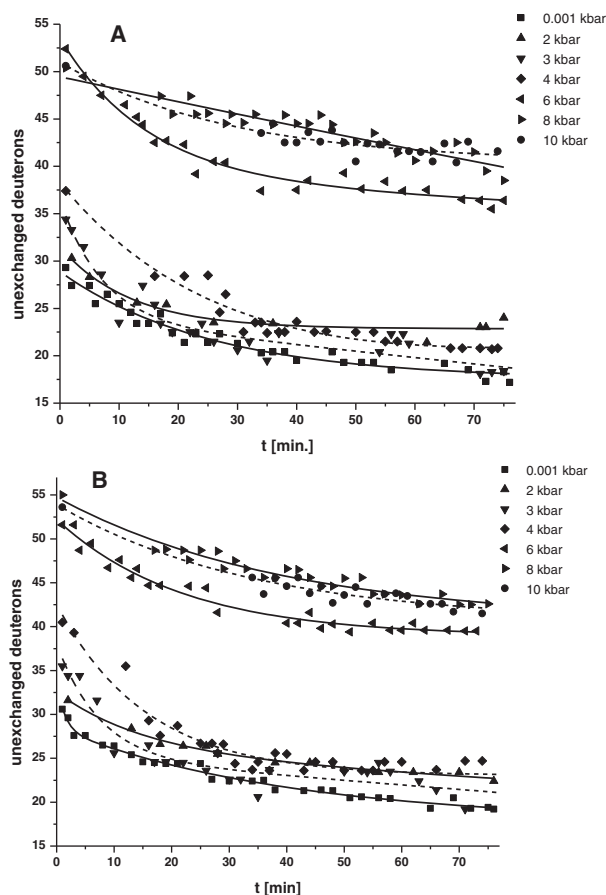 A
55
50
45
40
35
30
25
20
15
unexchanged deuterons
0 10 20 30 40 50 60 70
t [min.]
0.001 kbar
2 kbar
3 kbar
4 kbar
6 kbar
8 kbar
10 kbar
B
55
50
45
40
35
30
25
20
15
unexchanged deuterons
0 10 20 30 40 50 60 70
t [min]
0.001 kbar
2 kbar
3 kbar
4 kbar
6 kbar
8 kbar
10 kbar